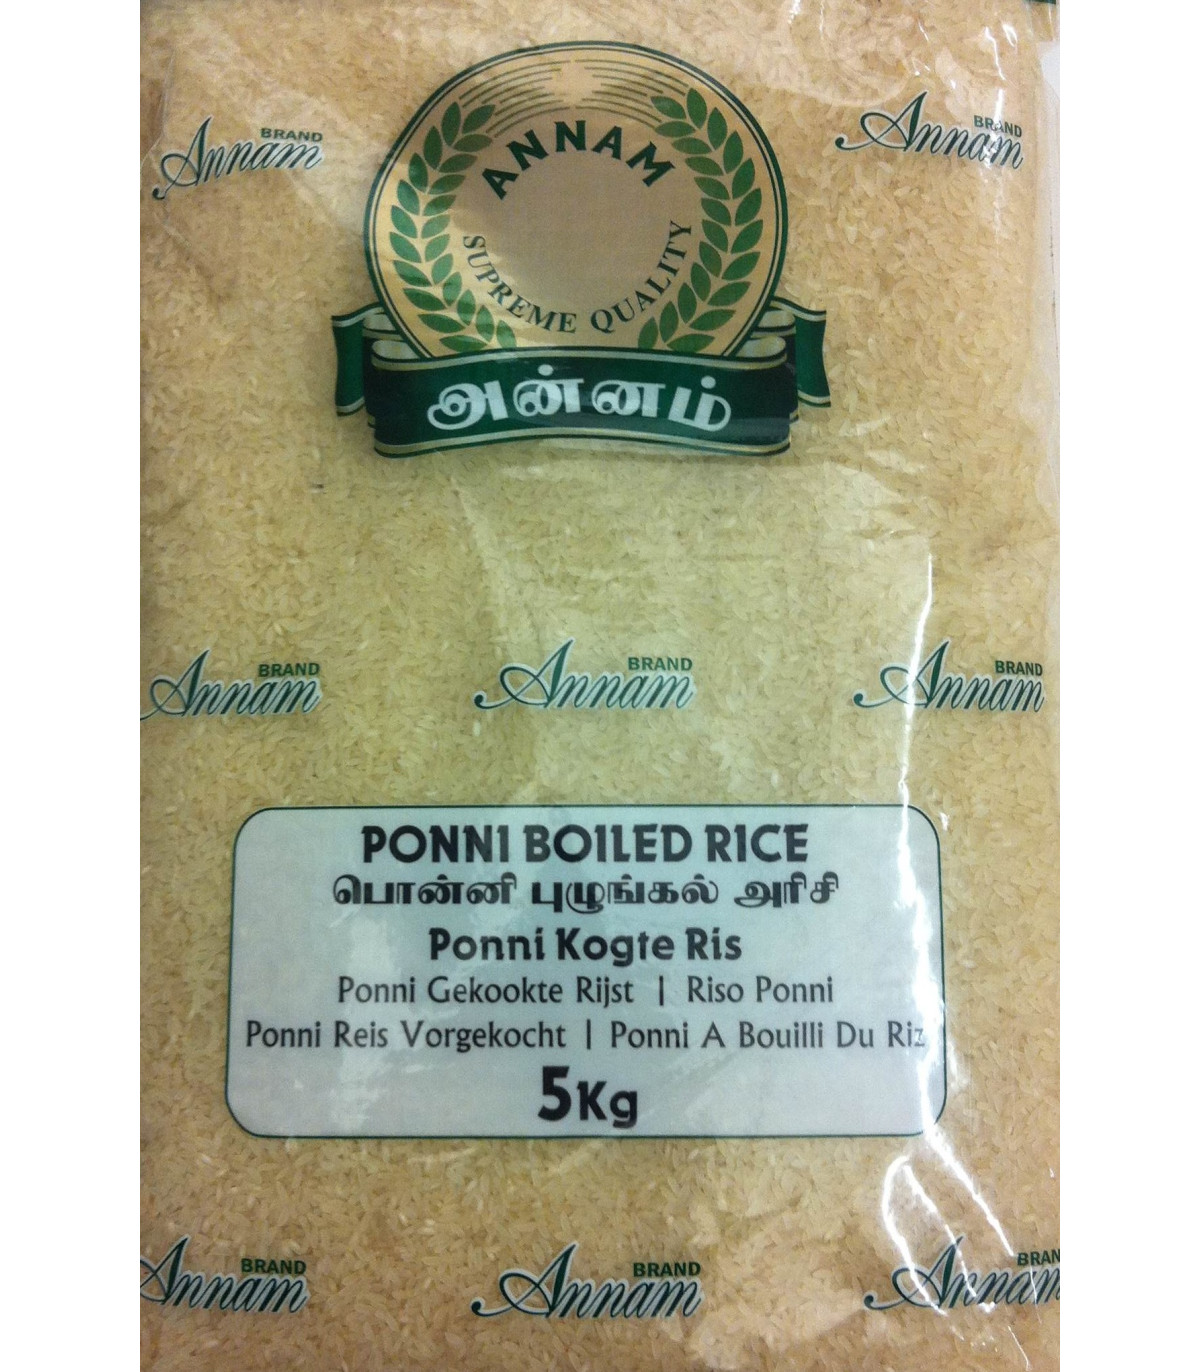 BRAND
Annam
BRAND
Annam
ANNAM
SUPREME QUALITY
அன்னம்
BRAND
Annam
BRAND
Annam
BRAND
Annam
PONNI BOILED RICE
பொன்னி புழுங்கல் அரிசி
Ponni Kogte Ris
Ponni Gekookte Rijst | Riso Ponni
Ponni Reis Vorgekocht | Ponni A Bouilli Du Riz
5Kg
BRAND
Annam
BRAND
Annam
BRAN
Annam